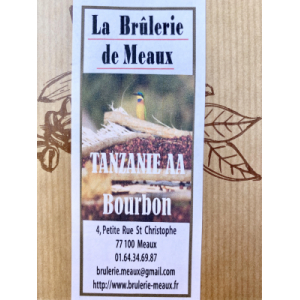 La Brûlerie
de Meaux
TANZANIE AA
Bourbon
4, Petite Rue St Christophe
77 100 Meaux
01.64.34.69.87
brulerie.meaux@gmail.com
http://www.brulerie-meaux.fr